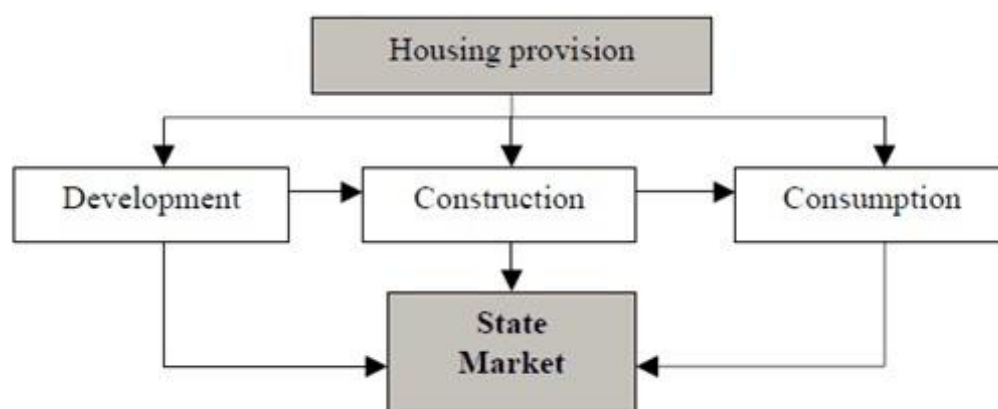 Housing provision
Development
Construction
Consumption
State
Market